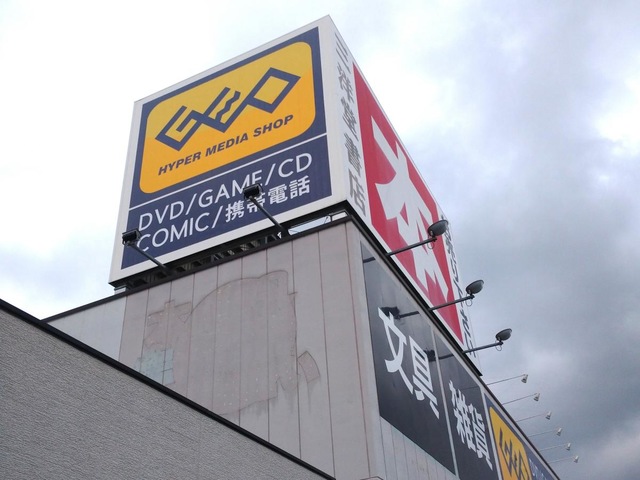 GEO
HYPER MEDIA SHOP
DVD/GAME/CD
COMIC/携帯電話
三洋堂書店
本
文具
雑貨